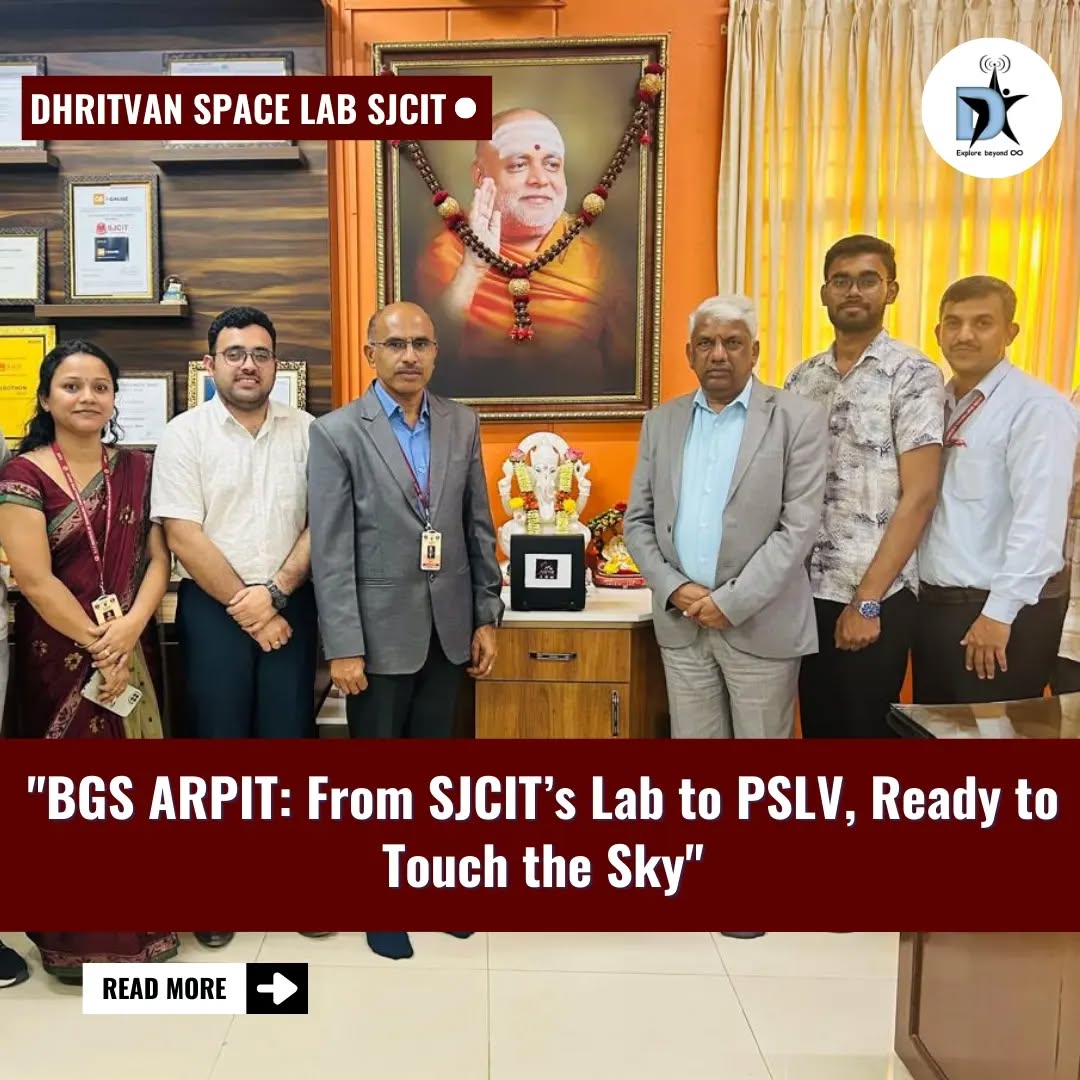 DHRITVAN SPACE LAB SJCIT
D
Explore beyond ∞
SJCIT
"BGS ARPIT: From SJCIT’s Lab to PSLV, Ready to
Touch the Sky"
READ MORE